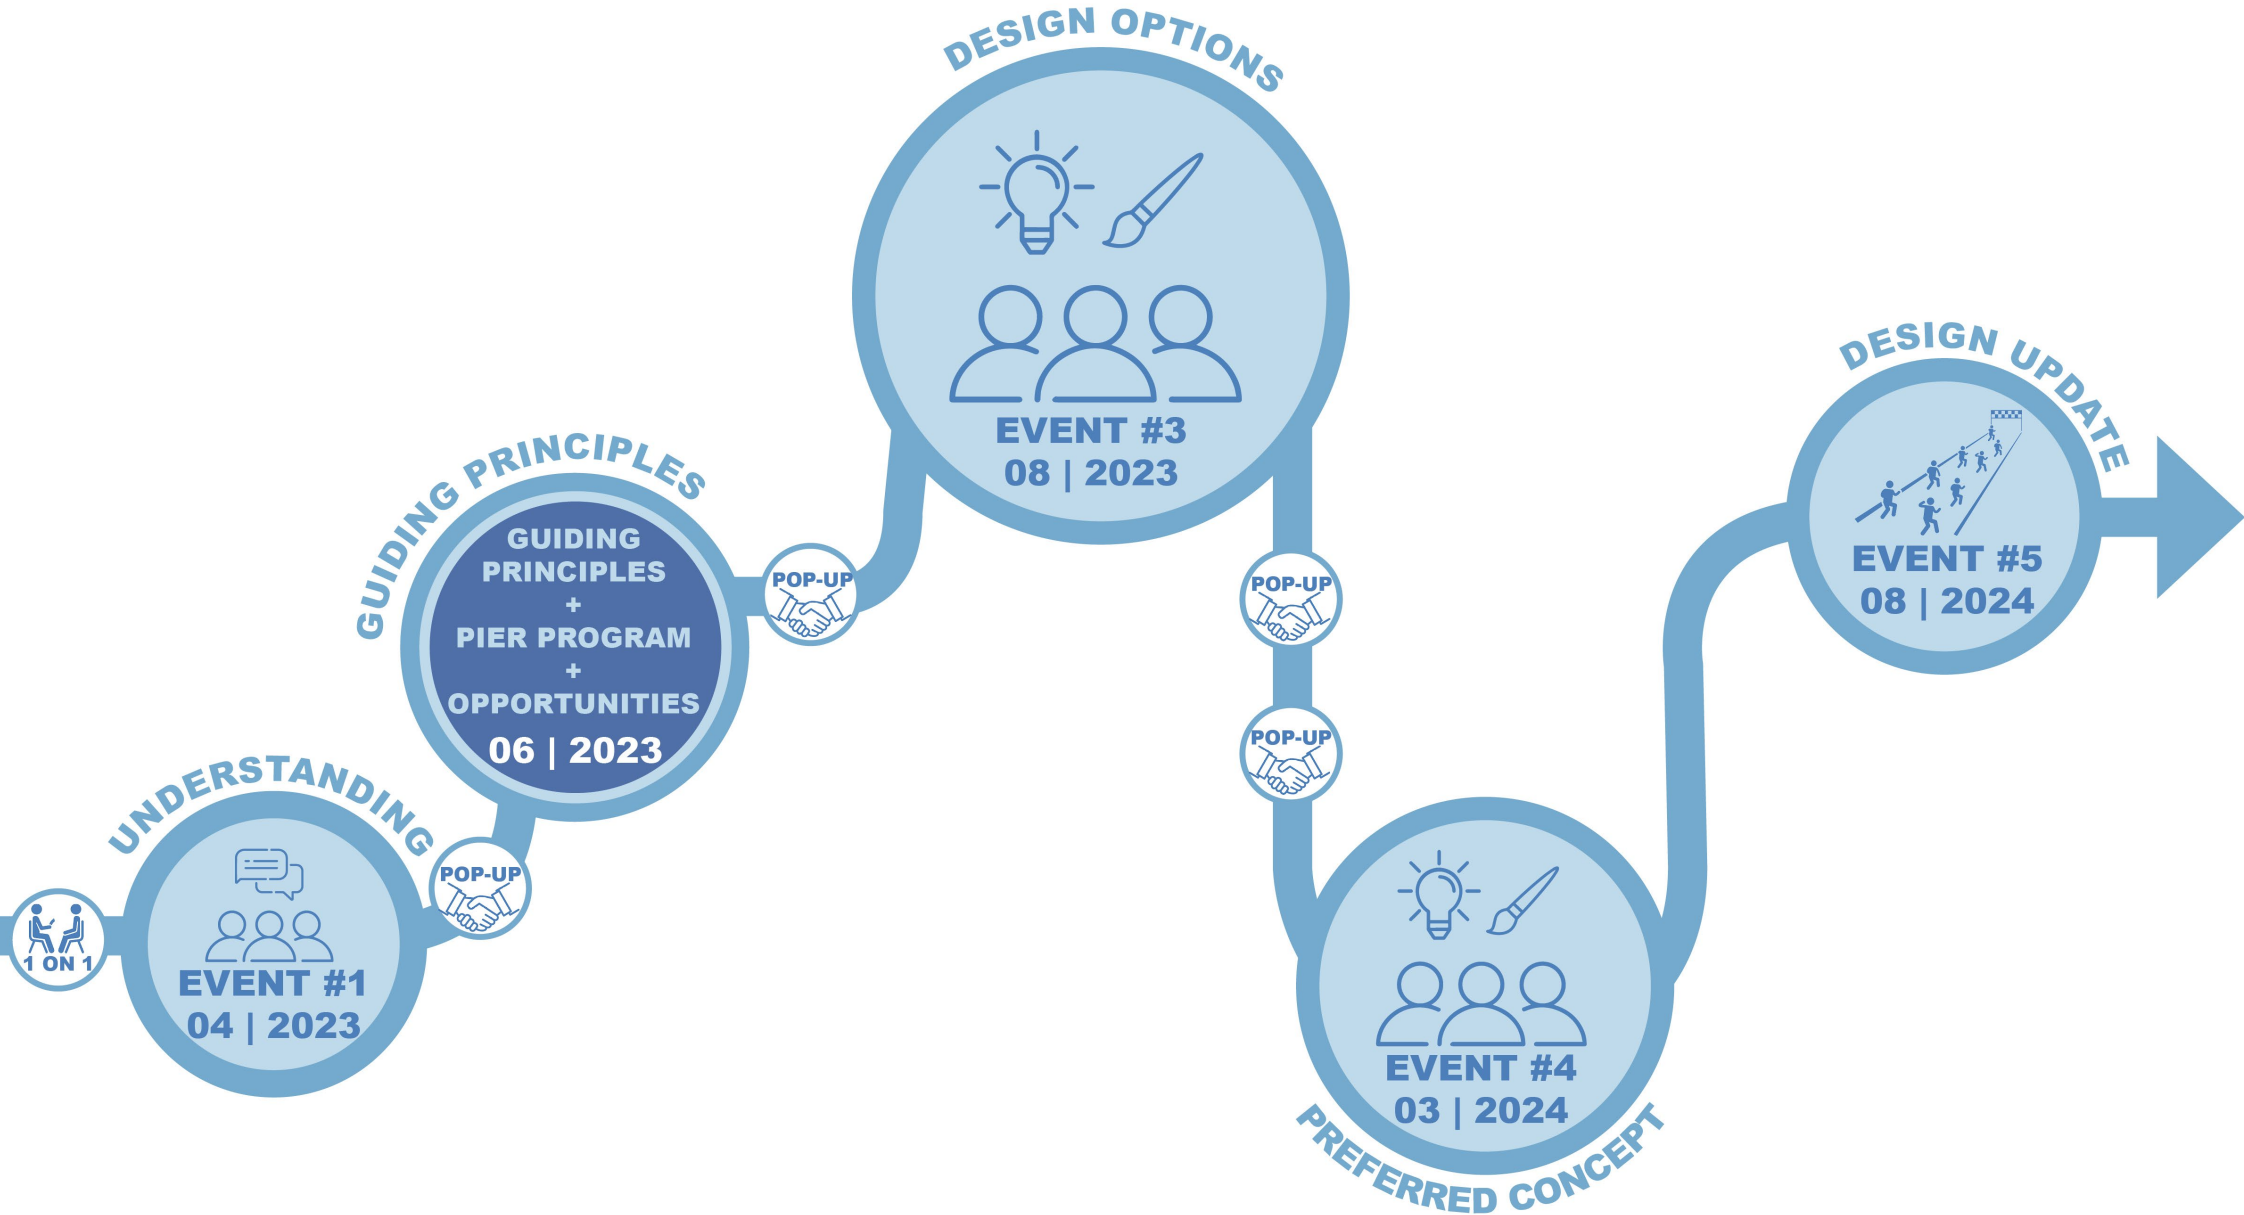 1 ON 1
UNDERSTANDING
EVENT #1
04 | 2023
POP-UP
GUIDING PRINCIPLES
GUIDING
PRINCIPLES
+
PIER PROGRAM
+
OPPORTUNITIES
06 | 2023
POP-UP
DESIGN OPTIONS
EVENT #3
08 | 2023
POP-UP
POP-UP
EVENT #4
03 | 2024
PREFERRED CONCEPT
DESIGN UPDATE
EVENT #5
08 | 2024